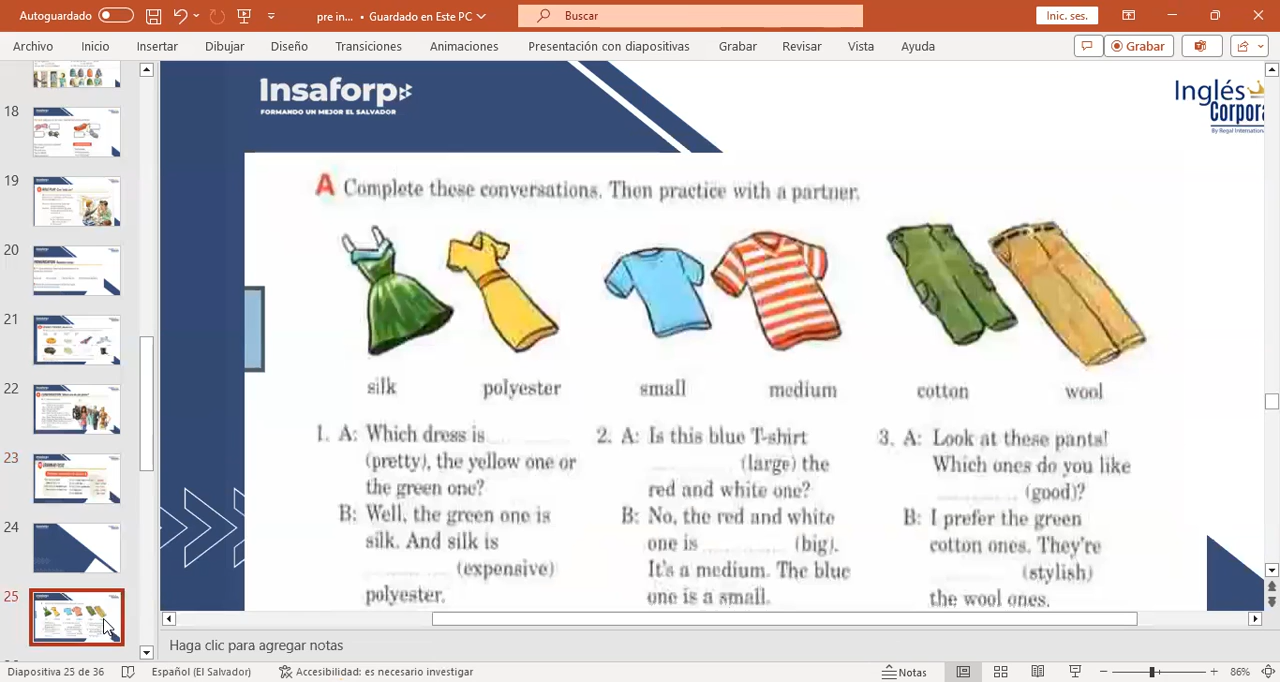 Autoguardado
pre in... • Guardado en Este PC
Buscar
Inic. ses.
Archivo Inicio Insertar Dibujar Diseño Transiciones Animaciones Presentación con diapositivas Grabar Revisar Vista Ayuda
Grabar
18
19
20
21
22
23
24
25
Insaforp
FORMANDO UN MEJOR EL SALVADOR
Inglés
Corpora
By Regal Internationa
A Complete these conversations. Then practice with a partner.
silk polyester small medium cotton wool
1. A: Which dress is
(pretty), the yellow one or
the green one?
B: Well, the green one is
silk. And silk is
(expensive)
polyester.
2. A: Is this blue T-shirt
(large) the
red and white one?
B: No, the red and white
one is (big).
It's a medium. The blue
one is a small.
3. A: Look at these pants!
Which ones do you like
(good)?
B: I prefer the green
cotton ones. They're
(stylish)
the wool ones.
Haga clic para agregar notas
Diapositiva 25 de 36 Español (El Salvador) Accesibilidad: es necesario investigar Notas 86%